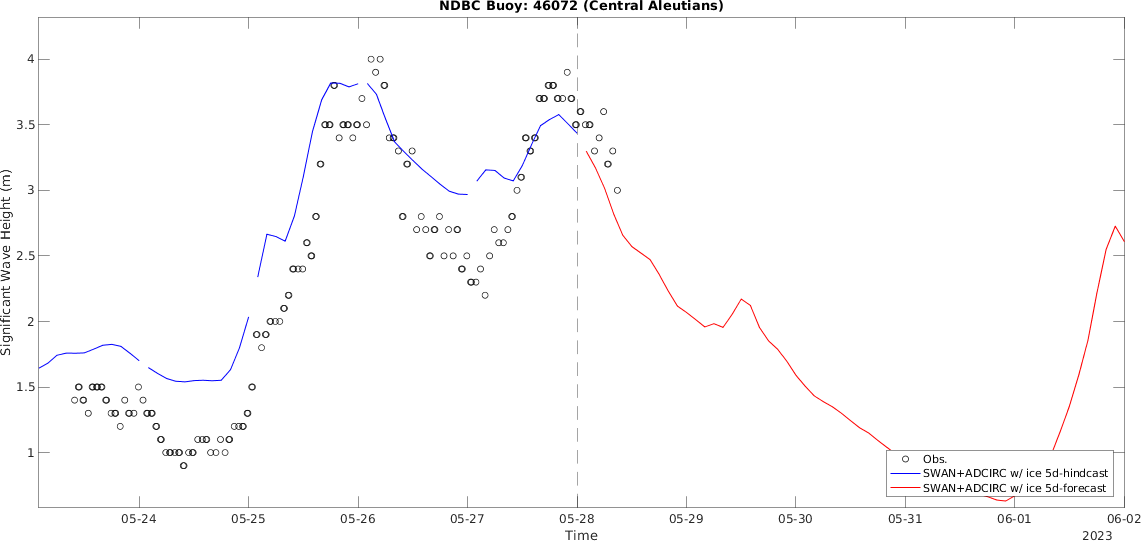 NDBC Buoy: 46072 (Central Aleutians)
Significant Wave Height (m)
4
3.5
3
2.5
2
1.5
1
Obs.
SWAN+ADCIRC w/ ice 5d-hindcast
SWAN+ADCIRC w/ ice 5d-forecast
05-24 05-25 05-26 05-27 05-28 05-29 05-30 05-31 06-01 06-02
Time 2023